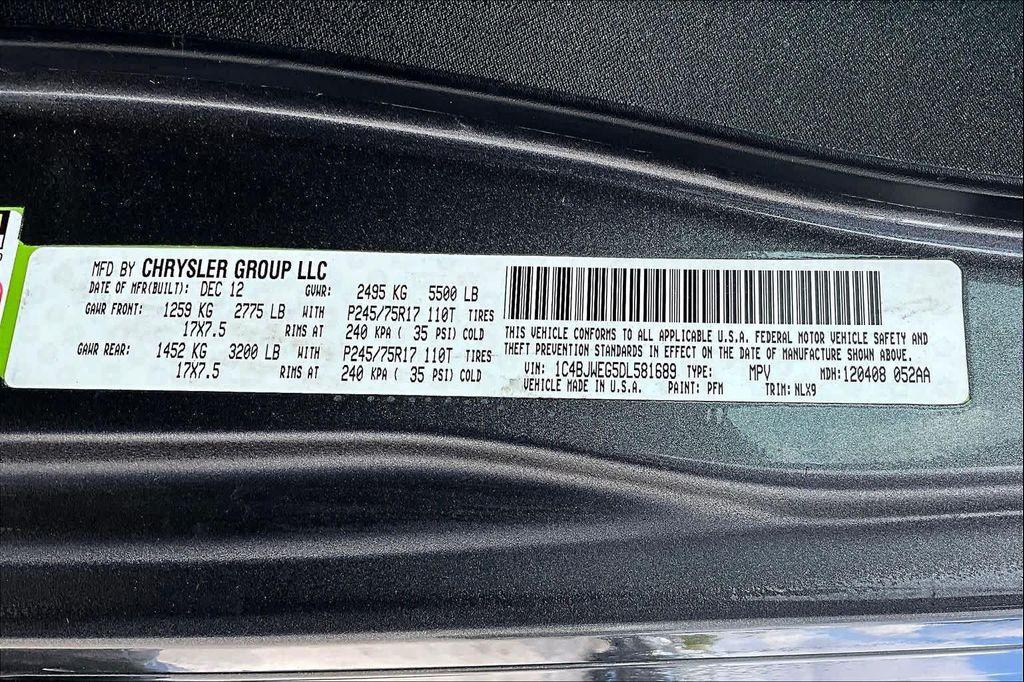 MFD BY CHRYSLER GROUP LLC
DATE OF MFR(BUILT): DEC 12 GVWR: 2495 KG 5500 LB
GAWR FRONT: 1259 KG 2775 LB WITH P245/75R17 110T TIRES
17X7.5 RIMS AT 240 KPA ( 35 PSI) COLD
GAWR REAR: 1452 KG 3200 LB WITH P245/75R17 110T TIRES
17X7.5 RIMS AT 240 KPA ( 35 PSI) COLD
THIS VEHICLE CONFORMS TO ALL APPLICABLE U.S.A. FEDERAL MOTOR VEHICLE SAFETY AND
THEFT PREVENTION STANDARDS IN EFFECT ON THE DATE OF MANUFACTURE SHOWN ABOVE.
VIN: 1C4BJWEG5DL581689 TYPE: MPV MDH: 120408 052AA
VEHICLE MADE IN U.S.A. PAINT: PFM TRIM: NLX9